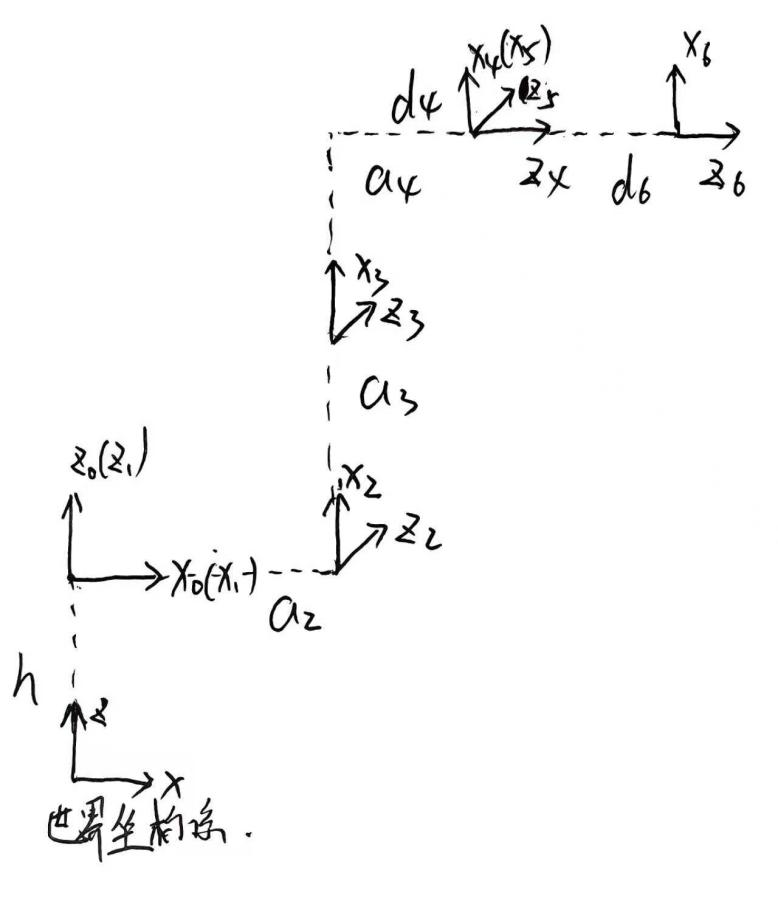 x₄(x₅)
x₆
d₄
z₅
a₄
z₄
d₆
z₆
x₃
z₃
a₃
z₀(z₁)
x₂
z₂
x₀(x₁)
a₂
h
z
x
世界坐标系.